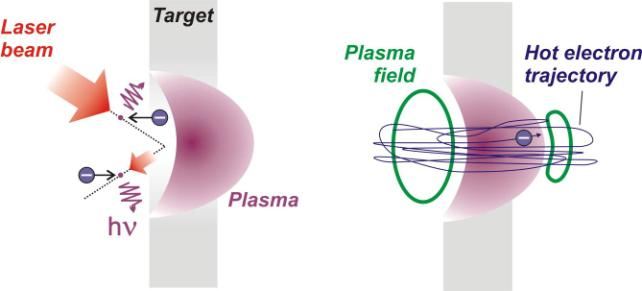 Laser
beam
Target
hν
Plasma
Plasma
field
Hot electron
trajectory